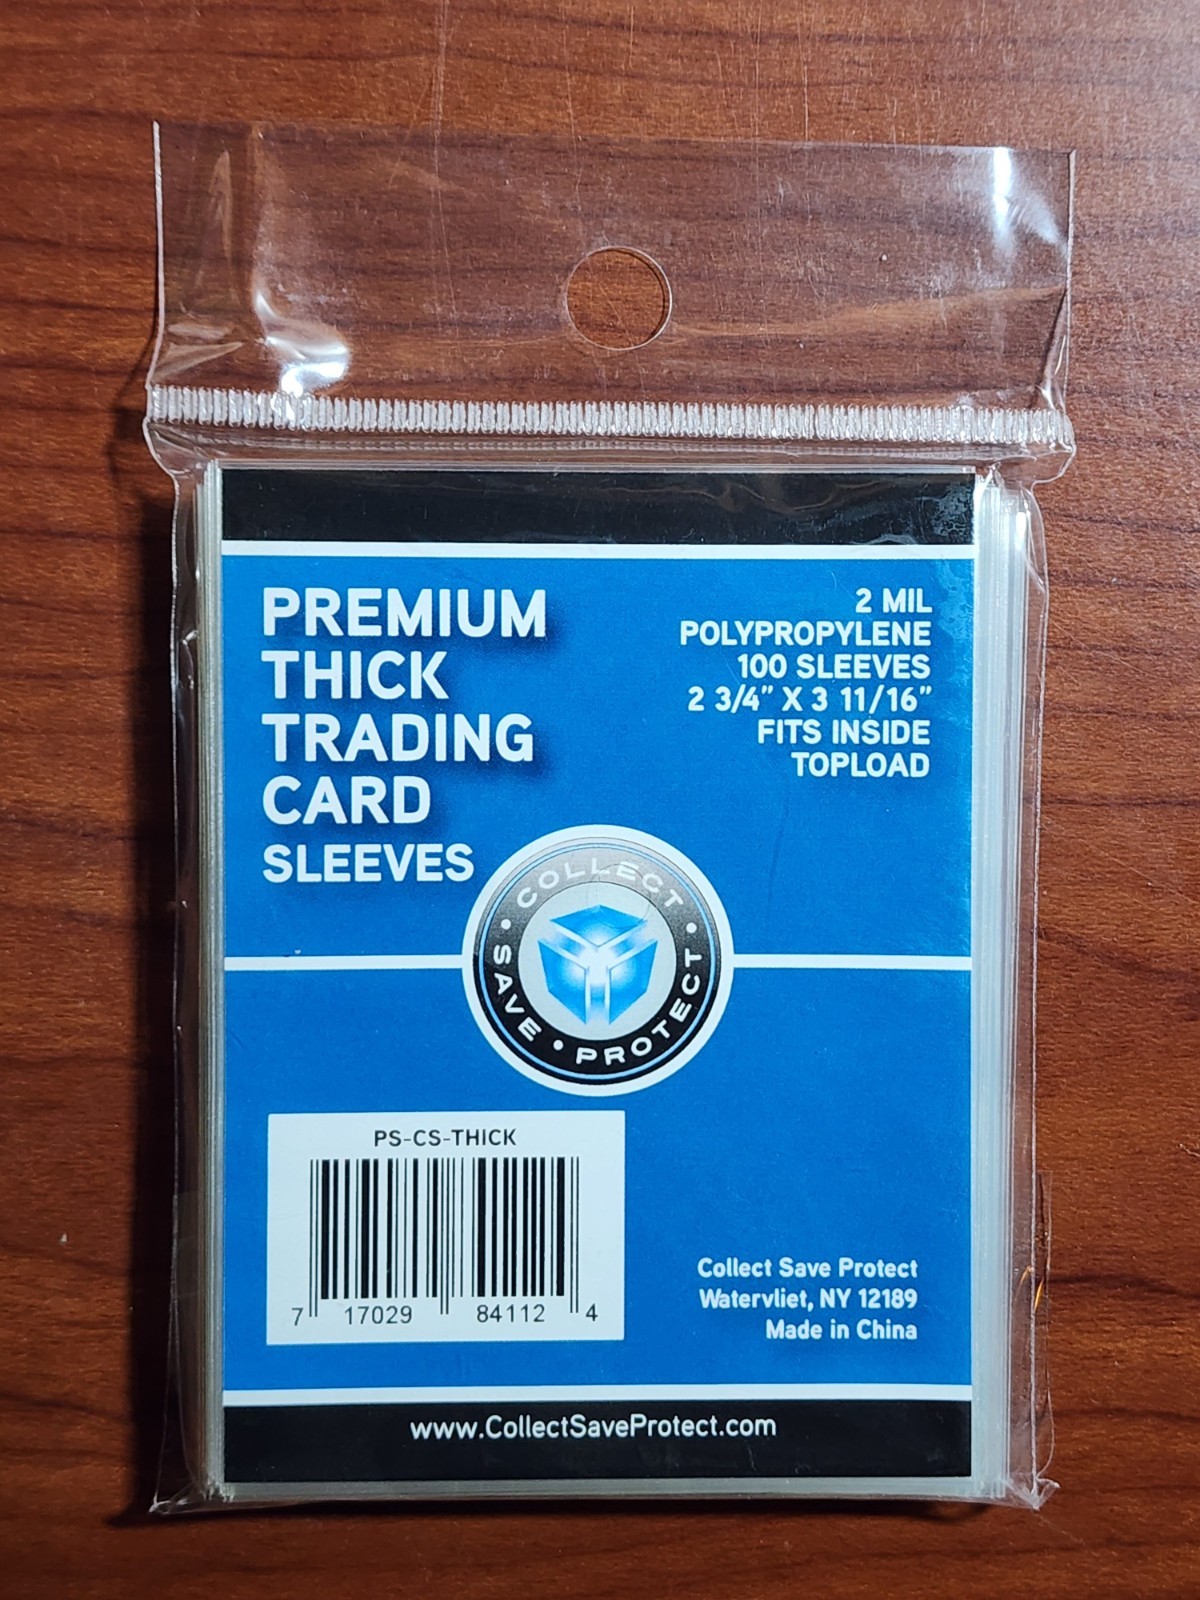 PREMIUM
THICK
TRADING
CARD
SLEEVES
2 MIL
POLYPROPYLENE
100 SLEEVES
2 3/4" X 3 11/16"
FITS INSIDE
TOPLOAD
COLLECT • SAVE • PROTECT •
PS-CS-THICK
7 17029 84112 4
Collect Save Protect
Watervliet, NY 12189
Made in China
www.CollectSaveProtect.com